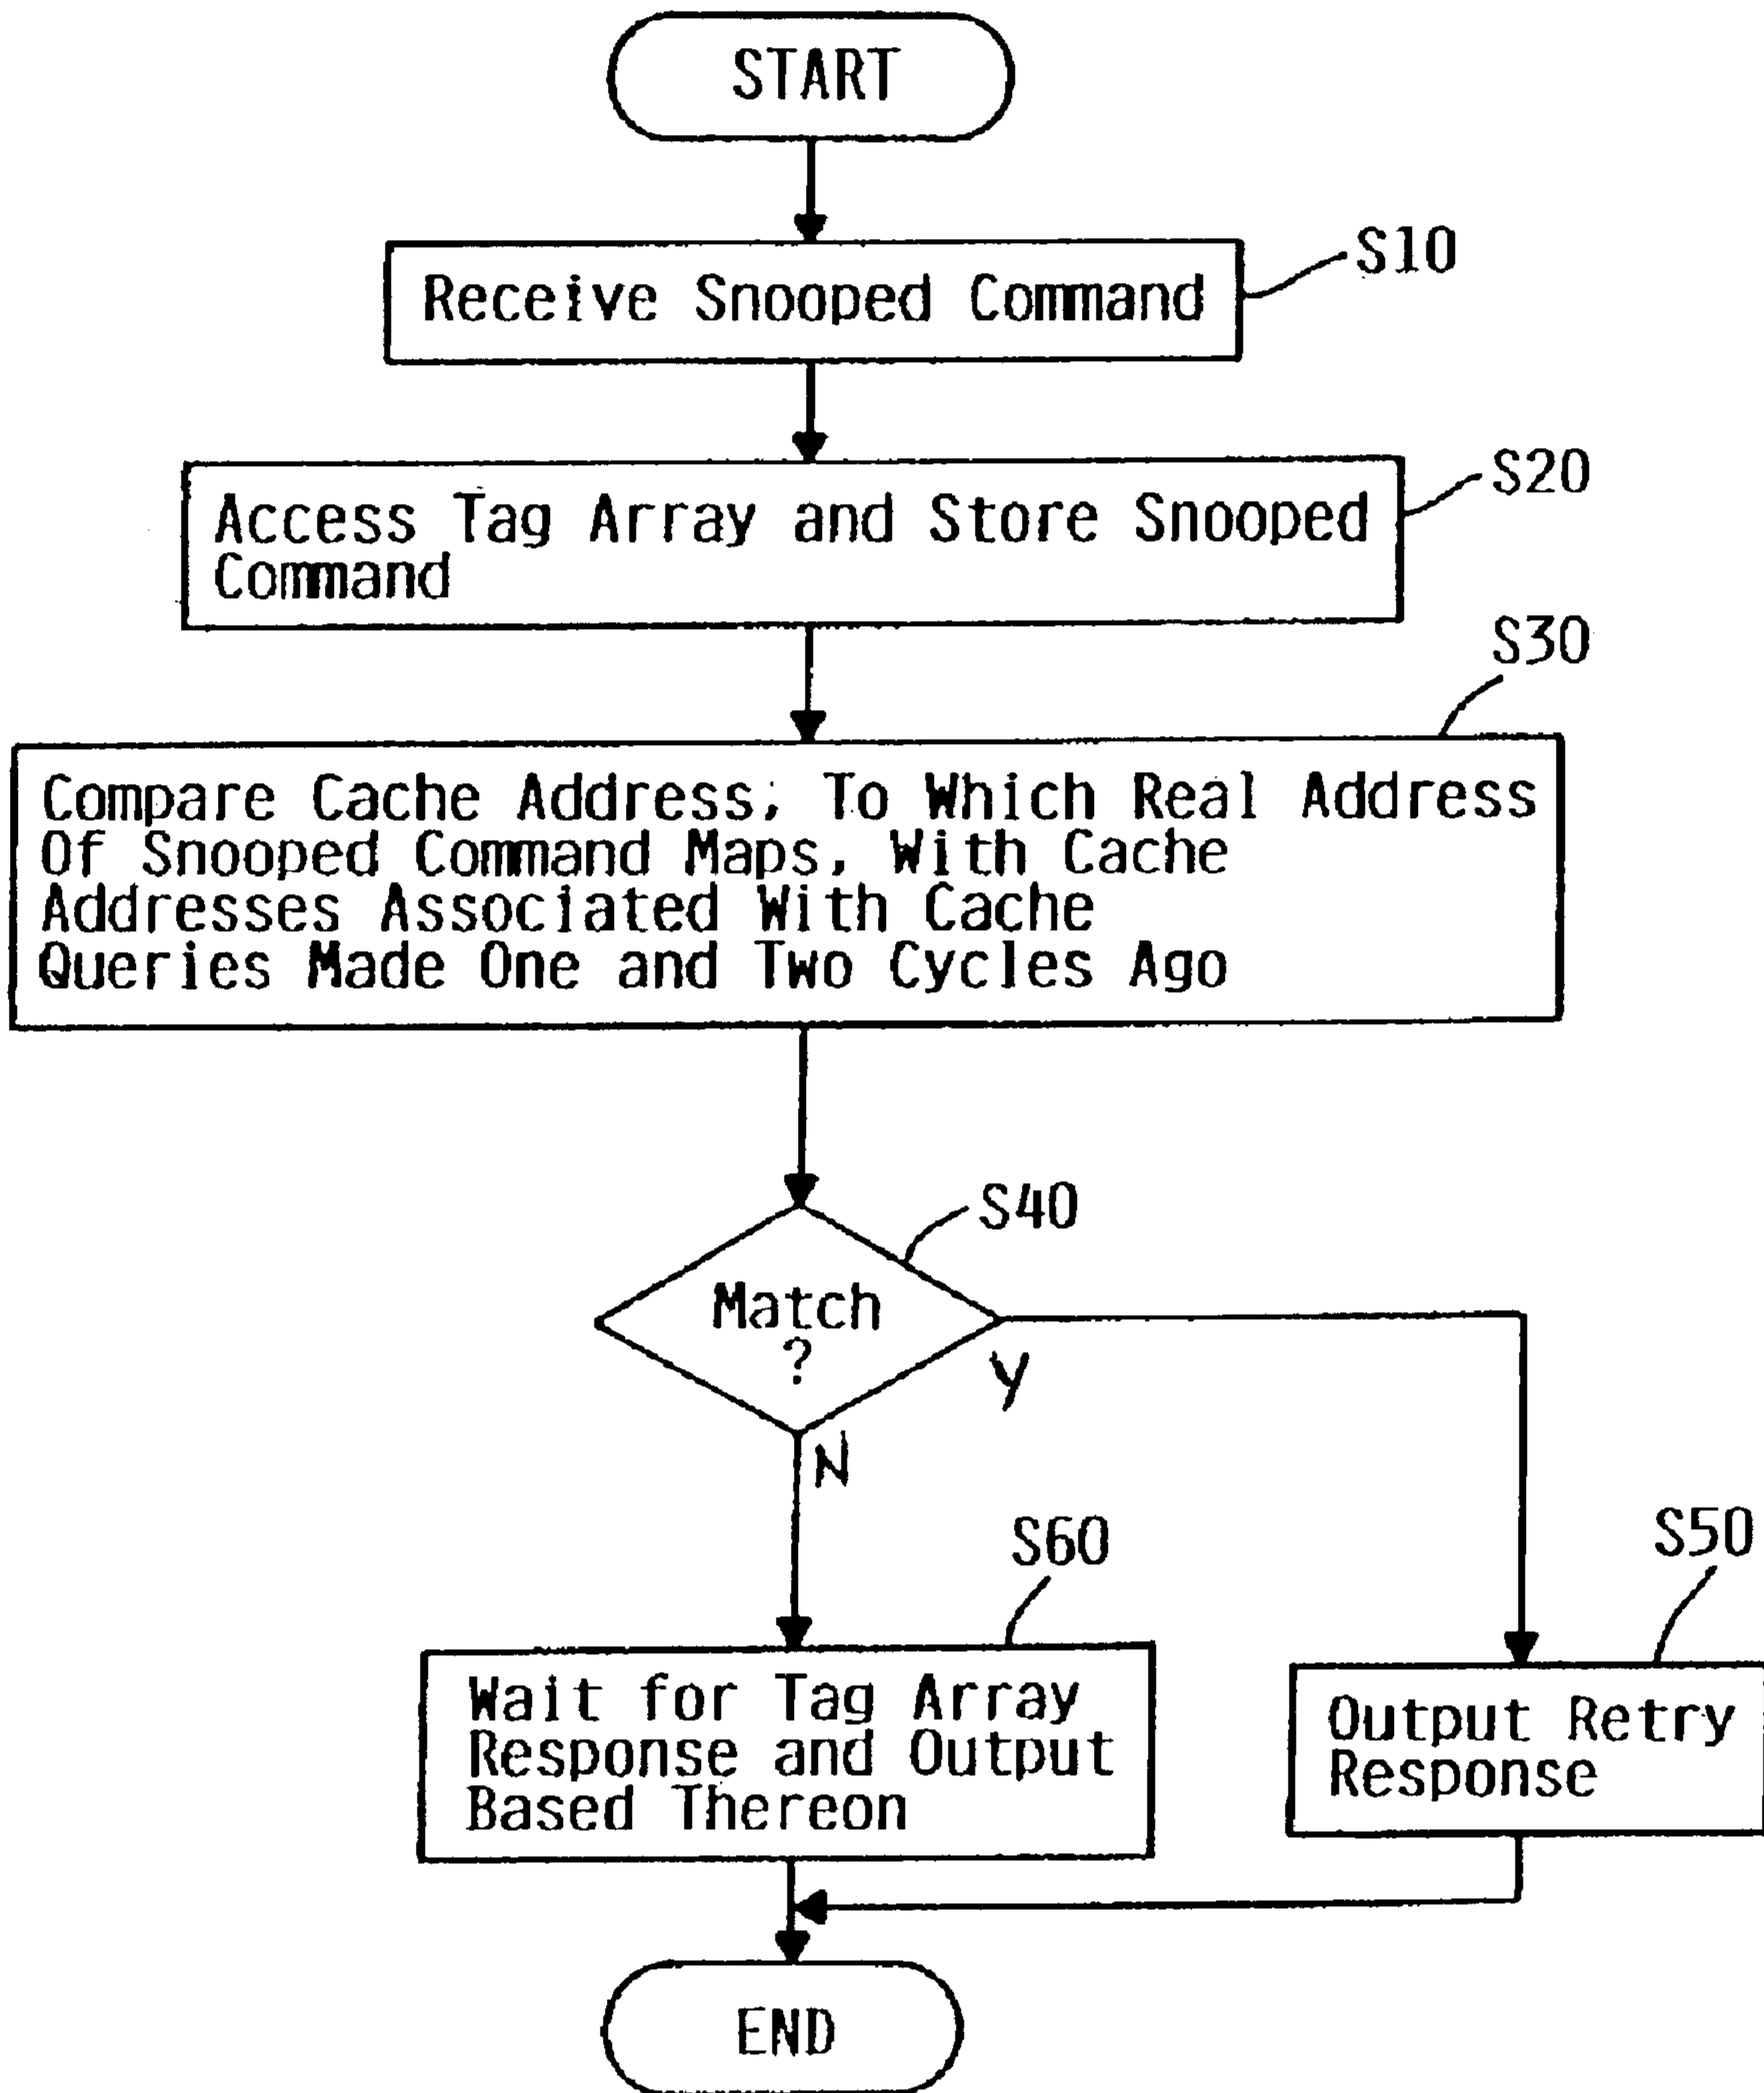 START
S10
Receive Snooped Command
S20
Access Tag Array and Store Snooped
Command
S30
Compare Cache Address, To Which Real Address
Of Snooped Command Maps, With Cache
Addresses Associated With Cache
Queries Made One and Two Cycles Ago
S40
Match
?
Y
N
S60
S50
Wait for Tag Array
Response and Output
Based Thereon
Output Retry
Response
END